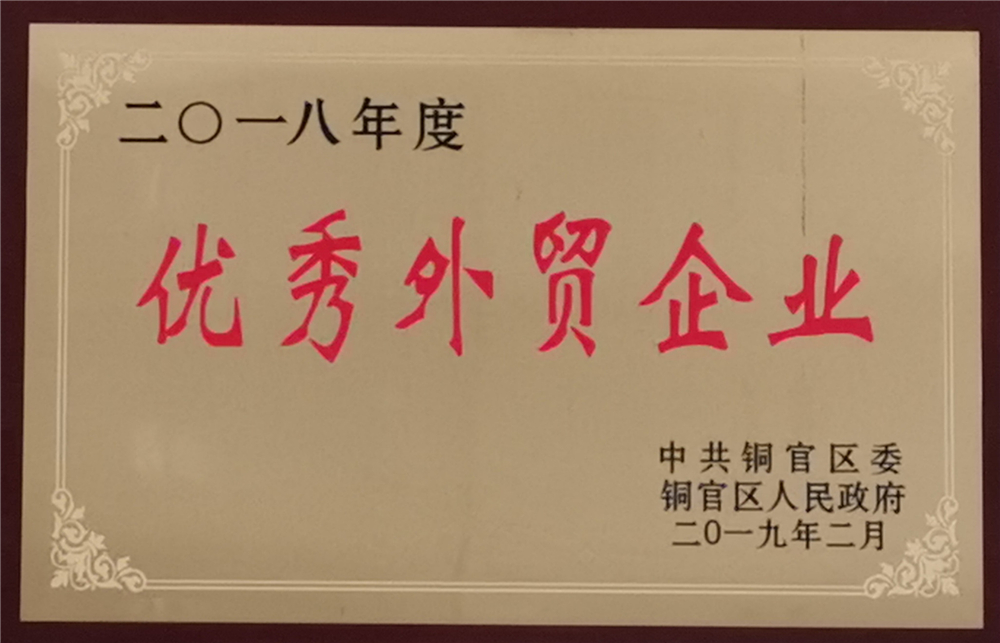 二〇一八年度
优秀外贸企业
中共铜官区委
铜官区人民政府
二0一九年二月